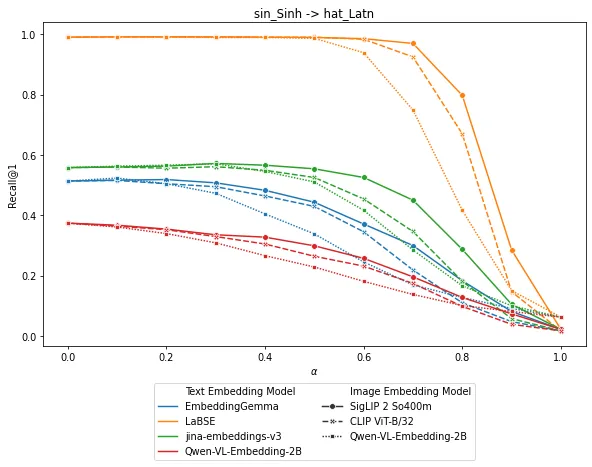 sin_Sinh -> hat_Latn
Recall@1
1.0
0.8
0.6
0.4
0.2
0.0
0.0 0.2 0.4 0.6 0.8 1.0
α
Text Embedding Model
EmbeddingGemma
LaBSE
jina-embeddings-v3
Qwen-VL-Embedding-2B
Image Embedding Model
SigLIP 2 So400m
CLIP ViT-B/32
Qwen-VL-Embedding-2B